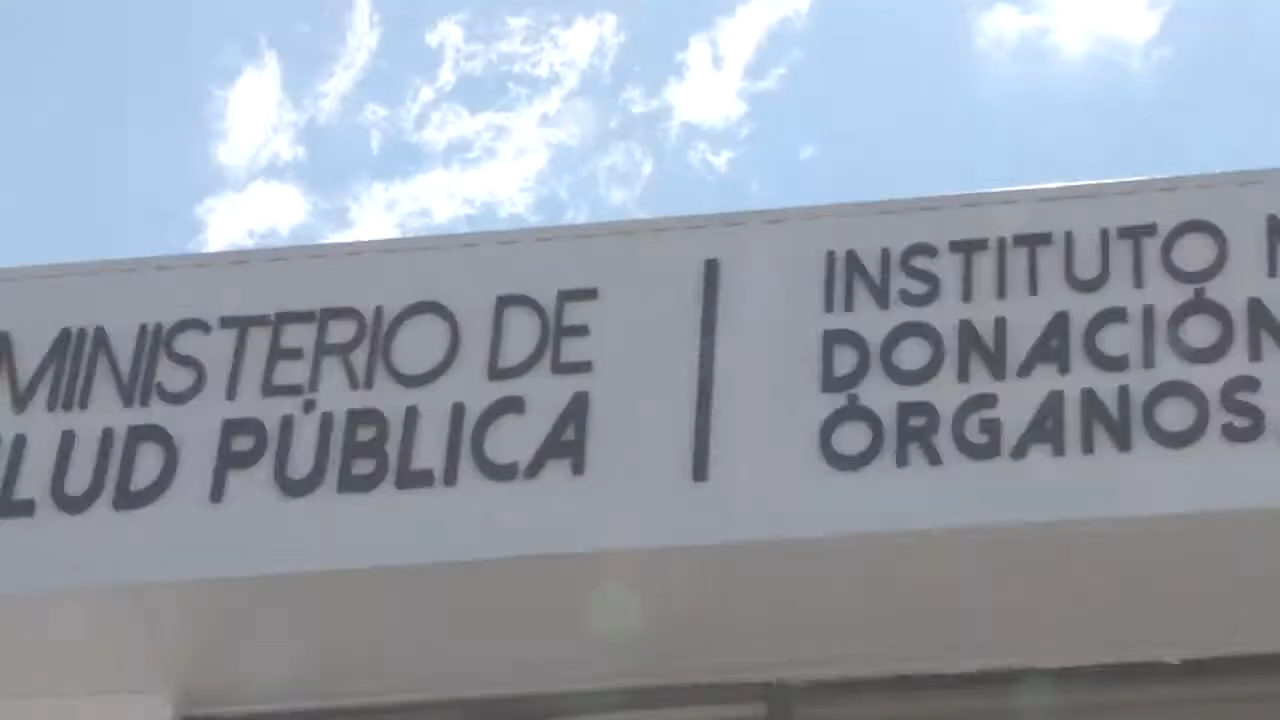 MINISTERIO DE
LUD PÚBLICA
INSTITUTO
DONACIÓN
ÓRGANOS